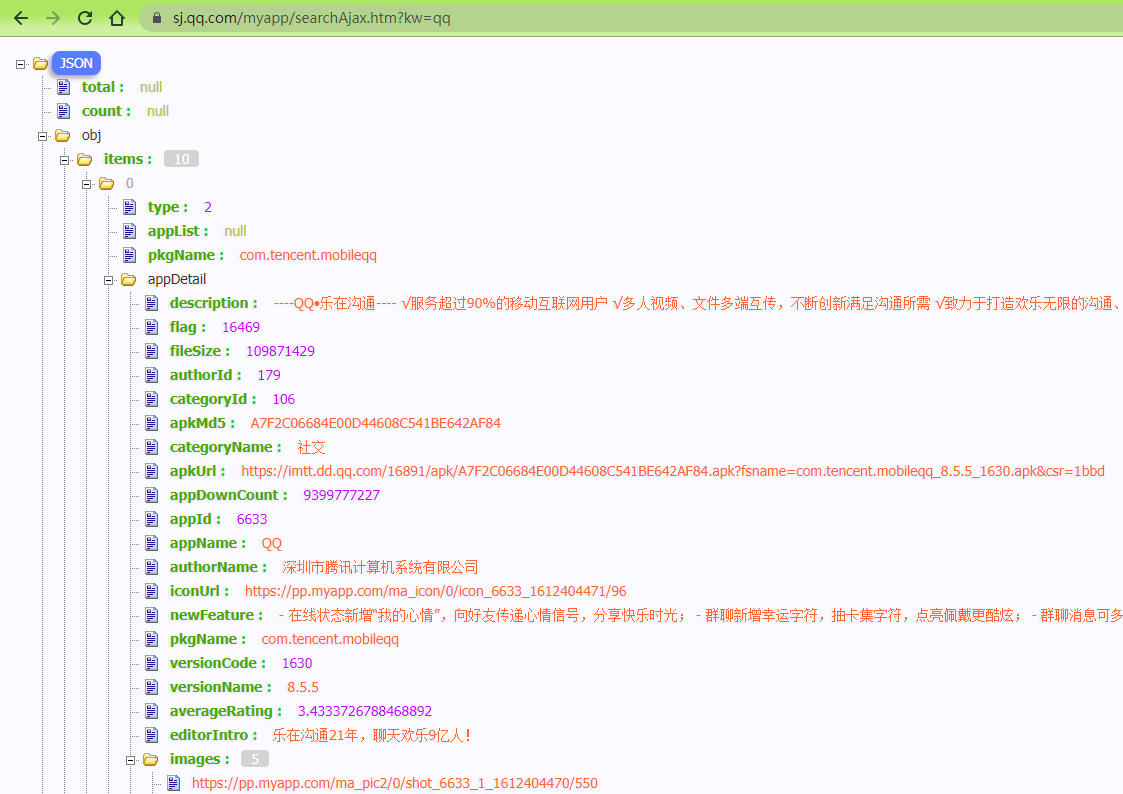 sj.qq.com/myapp/searchAjax.htm?kw=qq
JSON
total : null
count : null
obj
items : 10
0
type : 2
appList : null
pkgName : com.tencent.mobileqq
appDetail
description : ----QQ•乐在沟通---- √服务超过90%的移动互联网用户 √多人视频、文件多端互传，不断创新满足沟通所需 √致力于打造欢乐无限的沟通、
flag : 16469
fileSize : 109871429
authorId : 179
categoryId : 106
apkMd5 : A7F2C06684E00D44608C541BE642AF84
categoryName : 社交
apkUrl : https://imtt.dd.qq.com/16891/apk/A7F2C06684E00D44608C541BE642AF84.apk?fsname=com.tencent.mobileqq_8.5.5_1630.apk&csr=1bbd
appDownCount : 9399777227
appId : 6633
appName : QQ
authorName : 深圳市腾讯计算机系统有限公司
iconUrl : https://pp.myapp.com/ma_icon/0/icon_6633_1612404471/96
newFeature : - 在线状态新增“我的心情”，向好友传递心情信号，分享快乐时光； - 群聊新增幸运字符，抽卡集字符，点亮佩戴更酷炫； - 群聊消息可多
pkgName : com.tencent.mobileqq
versionCode : 1630
versionName : 8.5.5
averageRating : 3.4333726788468892
editorIntro : 乐在沟通21年，聊天欢乐9亿人！
images : 5
https://pp.myapp.com/ma_pic2/0/shot_6633_1_1612404470/550